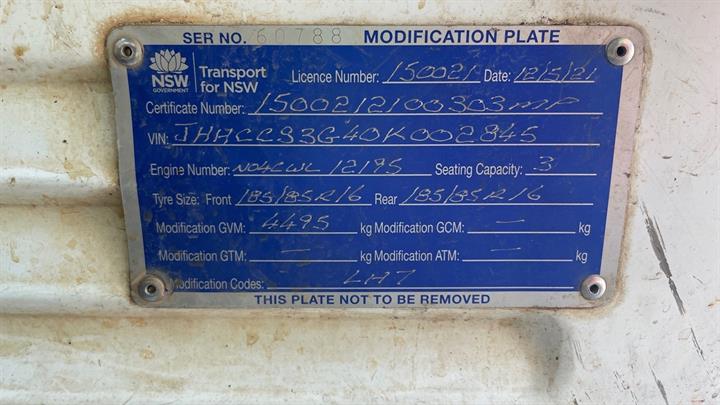 SER NO. 60788 MODIFICATION PLATE
NSW GOVERNMENT Transport for NSW Licence Number: 150021 Date: 12/5/21
Certificate Number: 1500212100303MP
VIN: JHHCCS3G40K002845
Engine Number: N04CWL 12195 Seating Capacity: 3
Tyre Size: Front 185/85R16 Rear 185/85R16
Modification GVM: 4495 kg Modification GCM: — kg
Modification GTM: — kg Modification ATM: — kg
Modification Codes: LH7
THIS PLATE NOT TO BE REMOVED